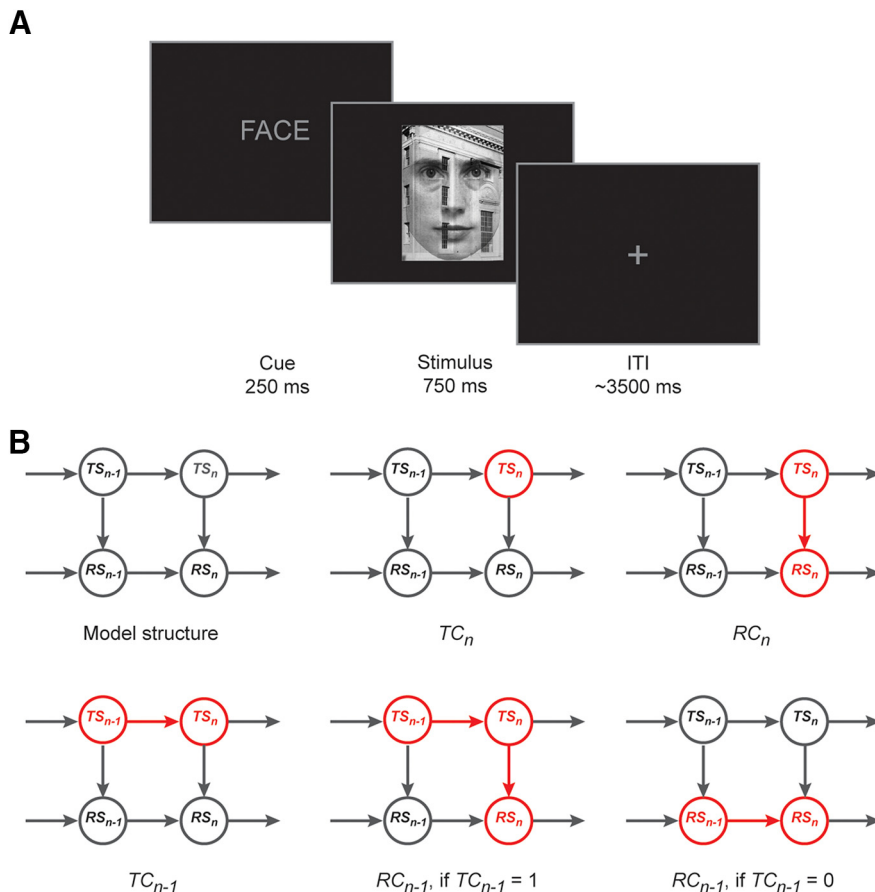 A
FACE
+
Cue
250 ms
Stimulus
750 ms
ITI
~3500 ms
B
TSn-1 TSn
RSn-1 RSn
Model structure
TSn-1 TSn
RSn-1 RSn
TCn
TSn-1 TSn
RSn-1 RSn
RCn
TSn-1 TSn
RSn-1 RSn
TCn-1
TSn-1 TSn
RSn-1 RSn
RCn-1, if TCn-1 = 1
TSn-1 TSn
RSn-1 RSn
RCn-1, if TCn-1 = 0